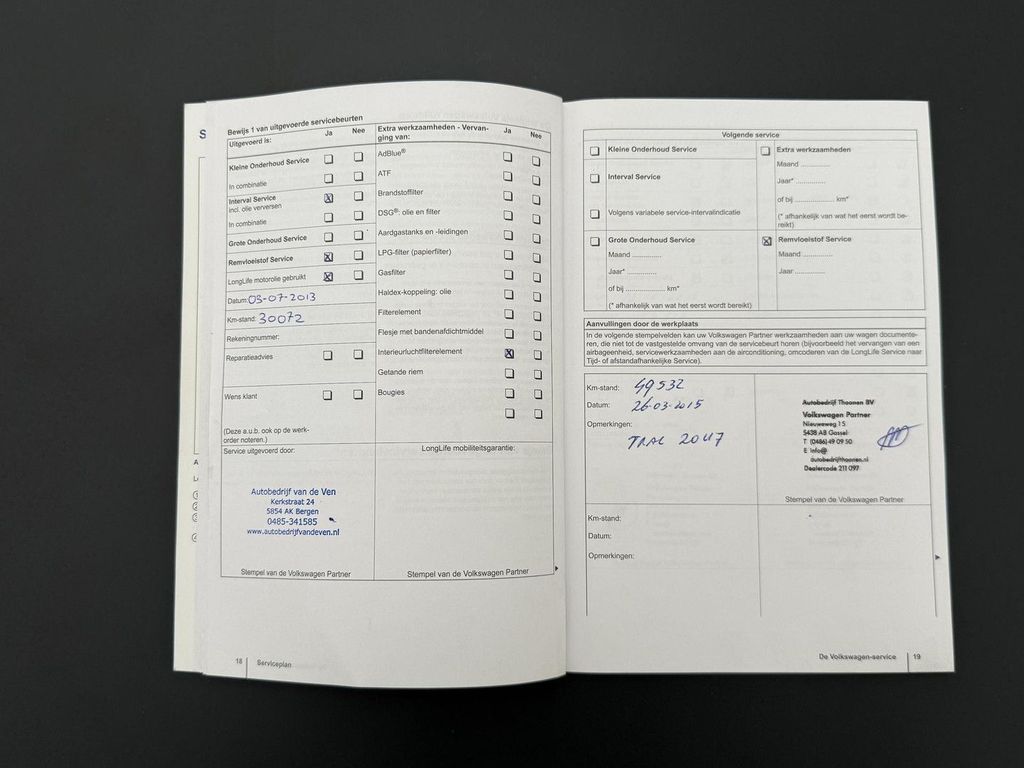 S
Bewijs 1 van uitgevoerde servicebeurten
Uitgevoerd is:
Ja
Nee
Kleine Onderhoud Service
In combinatie
Interval Service
incl. olie verversen
In combinatie
Grote Onderhoud Service
Remvloeistof Service
LongLife motorolie gebruikt
Datum: 03-07-2013
Km-stand: 30072
Rekeningnummer:
Reparatieadvies
Wens klant
(Deze a.u.b. ook op de werk-
order noteren.)
Service uitgevoerd door:
Autobedrijf van de Ven
Kerkstraat 24
5854 AK Bergen
0485-341585
www.autobedrijfvandeven.nl
Stempel van de Volkswagen Partner
Extra werkzaamheden - Vervan-
ging van:
Ja
Nee
AdBlue®
ATF
Brandstoffilter
DSG®: olie en filter
Aardgastanks en -leidingen
LPG-filter (papierfilter)
Gasfilter
Haldex-koppeling: olie
Filterelement
Flesje met bandenafdichtmiddel
Interieurluchtfilterelement
Getande riem
Bougies
LongLife mobiliteitsgarantie:
Stempel van de Volkswagen Partner
18
Serviceplan
Volgende service
Kleine Onderhoud Service
Interval Service
Volgens variabele service-intervalindicatie
Grote Onderhoud Service
Maand ..............
Jaar* ..............
of bij ................... km*
(* afhankelijk van wat het eerst wordt bereikt)
Extra werkzaamheden
Maand ..............
Jaar* ..............
of bij ................... km*
(* afhankelijk van wat het eerst wordt be-
reikt)
Remvloeistof Service
Maand ..............
Jaar ..............
Aanvullingen door de werkplaats
In de volgende stempelvelden kan uw Volkswagen Partner werkzaamheden aan uw wagen documente-
ren, die niet tot de vastgestelde omvang van de servicebeurt horen (bijvoorbeeld het vervangen van een
airbageenheid, servicewerkzaamheden aan de airconditioning, omcoderen van de LongLife Service naar
Tijd- of afstandafhankelijke Service).
Km-stand: 49532
Datum: 26-03-2015
Opmerkingen:
Autobedrijf Thoonen BV
Volkswagen Partner
Nieuweweg 15
5438 AB Gassel
T: (0486) 49 09 50
E: info@
autobedrijfthoonen.nl
Dealercode 211 097
Stempel van de Volkswagen Partner
Km-stand:
Datum:
Opmerkingen:
De Volkswagen-service
19